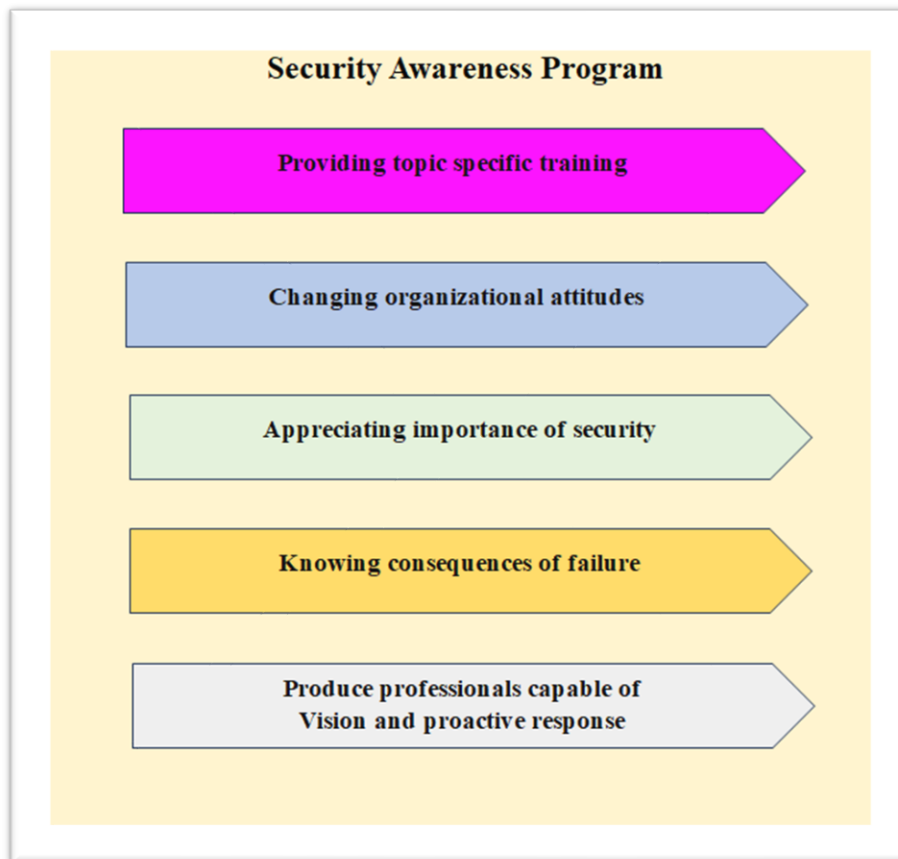 Security Awareness Program
Providing topic specific training
Changing organizational attitudes
Appreciating importance of security
Knowing consequences of failure
Produce professionals capable of
Vision and proactive response